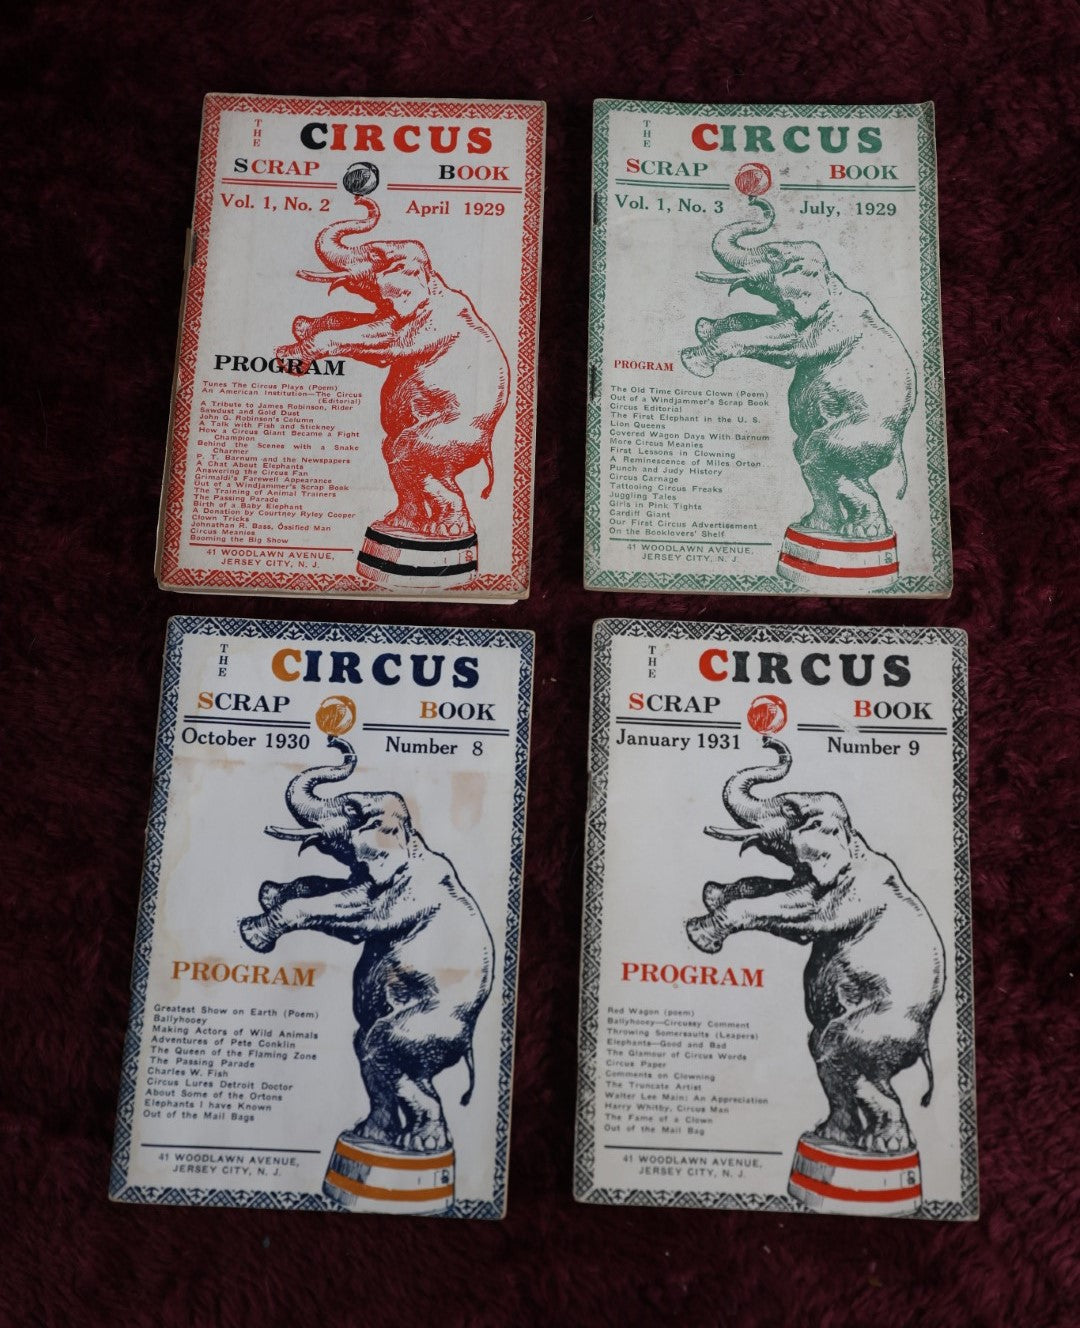 THE CIRCUS
SCRAP BOOK
Vol. 1, No. 2 April 1929
PROGRAM
Tunes The Circus Plays (Poem)
An American Institution—The Circus
(Editorial)
A Tribute to James Robinson, Rider
Sawdust and Gold Dust
John G. Robinson's Column
A Talk with Fish and Stickney
How a Circus Giant Became a Fight
Champion
Behind the Scenes with a Snake
Charmer
P. T. Barnum and the Newspapers
A Chat About Elephants
Answering the Circus Fan
Grimaldi's Farewell Appearance
Out of a Windjammer's Scrap Book
The Training of Animal Trainers
The Passing Parade
Birth of a Baby Elephant
A Donation by Courtney Ryley Cooper
Clown Tricks
Johnathan R. Bass, Ossified Man
Circus Meanies
Booming the Big Show
41 WOODLAWN AVENUE,
JERSEY CITY, N. J.
THE CIRCUS
SCRAP BOOK
Vol. 1, No. 3 July, 1929
PROGRAM
The Old Time Circus Clown (Poem)
Out of a Windjammer's Scrap Book
Circus Editorial
The First Elephant in the U. S.
Lion Queens
Covered Wagon Days With Barnum
More Circus Meanies
First Lessons in Clowning
A Reminescence of Miles Orton...
Punch and Judy History
Circus Carnage
Tattooing Circus Freaks
Juggling Tales
Girls in Pink Tights
Cardiff Giant
Our First Circus Advertisement
On the Booklovers' Shelf
41 WOODLAWN AVENUE,
JERSEY CITY, N. J.
THE CIRCUS
SCRAP BOOK
October 1930 Number 8
PROGRAM
Greatest Show on Earth (Poem)
Ballyhooey
Making Actors of Wild Animals
Adventures of Pete Conklin
The Queen of the Flaming Zone
The Passing Parade
Charles W. Fish
Circus Lures Detroit Doctor
About Some of the Ortons
Elephants I have Known
Out of the Mail Bags
41 WOODLAWN AVENUE,
JERSEY CITY, N. J.
THE CIRCUS
SCRAP BOOK
January 1931 Number 9
PROGRAM
Red Wagon (poem)
Ballyhooey—Circussy Comment
Throwing Somersaults (Leapers)
Elephants—Good and Bad
The Glamour of Circus Words
Circus Paper
Comments on Clowning
The Truncate Artist
Walter Lee Main: An Appreciation
Harry Whitby, Circus Man
The Fame of a Clown
Out of the Mail Bag
41 WOODLAWN AVENUE,
JERSEY CITY, N. J.